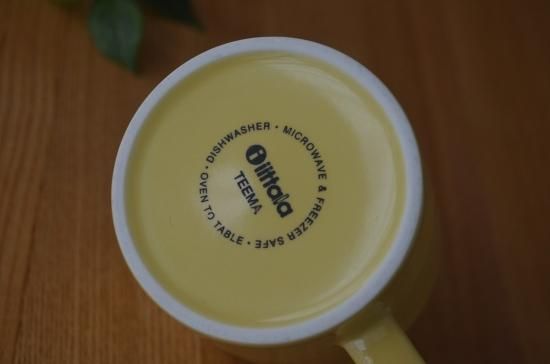 DISHWASHER · MICROWAVE & FREEZER SAFE · OVEN TO TABLE ·
iittala
TEEMA